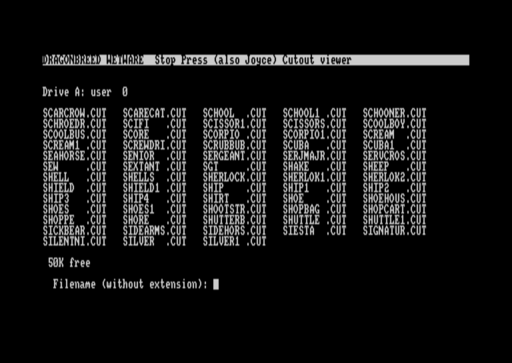 DRAGONBREED WETWARE  Stop Press (also Joyce) Cutout viewer
Drive A: user  0
SCARCROW.CUT  SCARECAT.CUT  SCHOOL  .CUT  SCHOOL1 .CUT  SCHOONER.CUT
SCHROEDR.CUT  SCIFI   .CUT  SCISSOR1.CUT  SCISSORS.CUT  SCOOLBOY.CUT
SCOOLBUS.CUT  SCORE   .CUT  SCORPIO .CUT  SCORPIO1.CUT  SCREAM  .CUT
SCREAM1 .CUT  SCREWDRI.CUT  SCRUBBUB.CUT  SCUBA   .CUT  SCUBA1  .CUT
SEAHORSE.CUT  SENIOR  .CUT  SERGEANT.CUT  SERJMAJR.CUT  SERVCROS.CUT
SEW     .CUT  SEXTANT .CUT  SGT     .CUT  SHAKE   .CUT  SHEEP   .CUT
SHELL   .CUT  SHELLS  .CUT  SHERLOCK.CUT  SHERLOK1.CUT  SHERLOK2.CUT
SHIELD  .CUT  SHIELD1 .CUT  SHIP    .CUT  SHIP1   .CUT  SHIP2   .CUT
SHIP3   .CUT  SHIP4   .CUT  SHIRT   .CUT  SHOE    .CUT  SHOEHOUS.CUT
SHOES   .CUT  SHOES1  .CUT  SHOOTSTR.CUT  SHOPBAG .CUT  SHOPCART.CUT
SHOPPE  .CUT  SHORE   .CUT  SHUTTERB.CUT  SHUTTLE .CUT  SHUTTLE1.CUT
SICKBEAR.CUT  SIDEARMS.CUT  SIDEHORS.CUT  SIESTA  .CUT  SIGNATUR.CUT
SILENTNI.CUT  SILVER  .CUT  SILVER1 .CUT
50K free
Filename (without extension):